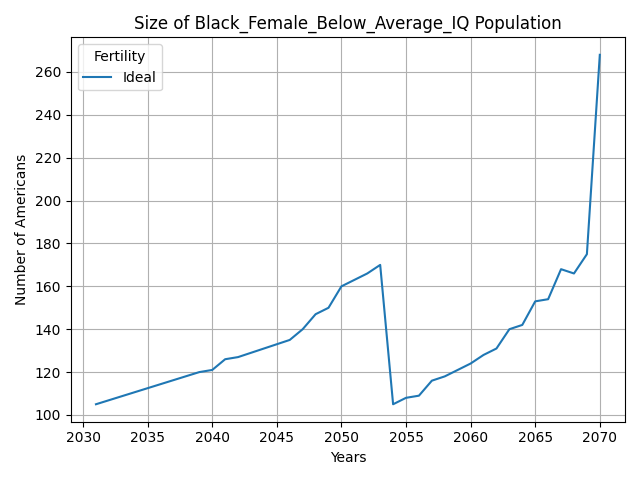 Size of Black_Female_Below_Average_IQ Population
Fertility
Ideal
Number of Americans
260
240
220
200
180
160
140
120
100
2030 2035 2040 2045 2050 2055 2060 2065 2070
Years